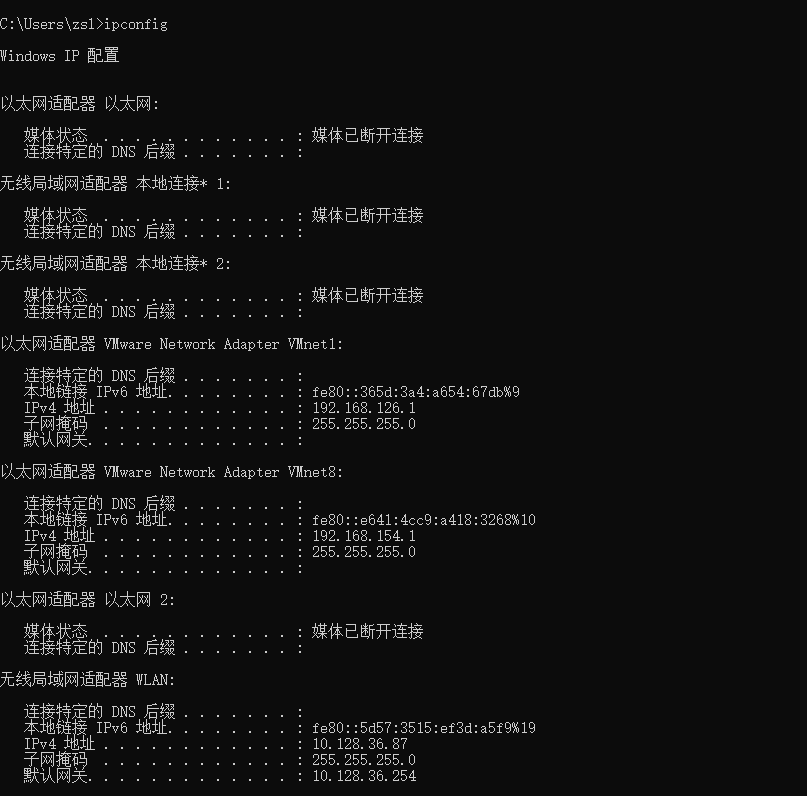 C:\Users\zsl>ipconfig
Windows IP 配置
以太网适配器 以太网:
媒体状态  . . . . . . . . . . . . : 媒体已断开连接
连接特定的 DNS 后缀 . . . . . . . :
无线局域网适配器 本地连接* 1:
媒体状态  . . . . . . . . . . . . : 媒体已断开连接
连接特定的 DNS 后缀 . . . . . . . :
无线局域网适配器 本地连接* 2:
媒体状态  . . . . . . . . . . . . : 媒体已断开连接
连接特定的 DNS 后缀 . . . . . . . :
以太网适配器 VMware Network Adapter VMnet1:
连接特定的 DNS 后缀 . . . . . . . :
本地链接 IPv6 地址. . . . . . . . : fe80::365d:3a4:a654:67db%9
IPv4 地址 . . . . . . . . . . . . : 192.168.126.1
子网掩码  . . . . . . . . . . . . : 255.255.255.0
默认网关. . . . . . . . . . . . . :
以太网适配器 VMware Network Adapter VMnet8:
连接特定的 DNS 后缀 . . . . . . . :
本地链接 IPv6 地址. . . . . . . . : fe80::e641:4cc9:a418:3268%10
IPv4 地址 . . . . . . . . . . . . : 192.168.154.1
子网掩码  . . . . . . . . . . . . : 255.255.255.0
默认网关. . . . . . . . . . . . . :
以太网适配器 以太网 2:
媒体状态  . . . . . . . . . . . . : 媒体已断开连接
连接特定的 DNS 后缀 . . . . . . . :
无线局域网适配器 WLAN:
连接特定的 DNS 后缀 . . . . . . . :
本地链接 IPv6 地址. . . . . . . . : fe80::5d57:3515:ef3d:a5f9%19
IPv4 地址 . . . . . . . . . . . . : 10.128.36.87
子网掩码  . . . . . . . . . . . . : 255.255.255.0
默认网关. . . . . . . . . . . . . : 10.128.36.254